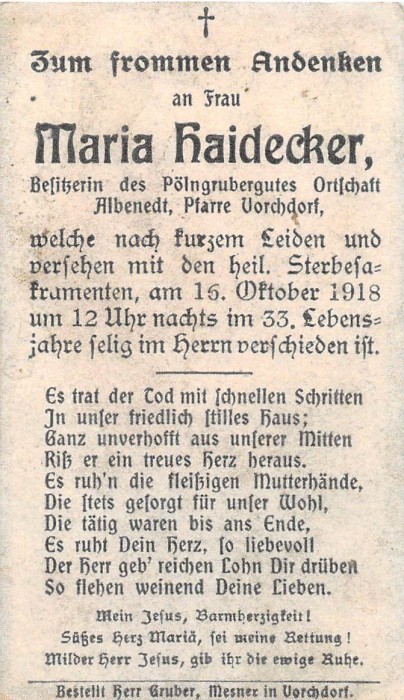 Zum frommen Andenken
an Frau
Maria Haidecker,
Besitzerin des Pölngrubergutes Ortschaft
Albenedt, Pfarre Vorchdorf,
welche nach kurzem Leiden und
versehen mit den heil. Sterbesa-
kramenten, am 16. Oktober 1918
um 12 Uhr nachts im 33. Lebens-
jahre selig im Herrn verschieden ist.
Es trat der Tod mit schnellen Schritten
In unser friedlich stilles Haus;
Ganz unverhofft aus unserer Mitten
Riß er ein treues Herz heraus.
Es ruh'n die fleißigen Mutterhände,
Die stets gesorgt für unser Wohl,
Die tätig waren bis ans Ende,
Es ruht Dein Herz, so liebevoll
Der Herr geb' reichen Lohn Dir drüben
So flehen weinend Deine Lieben.
Mein Jesus, Barmherzigkeit!
Süßes Herz Mariä, sei meine Rettung!
Milder Herr Jesus, gib ihr die ewige Ruhe.
Bestellt Herr Gruber, Mesner in Vorchdorf.